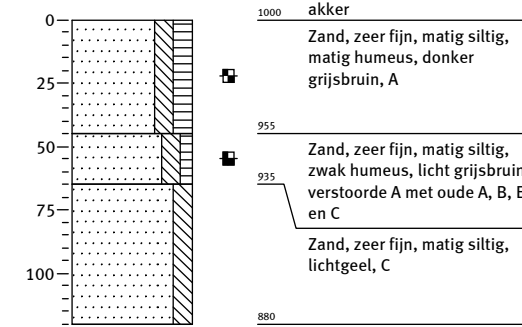 0
25
50
75
100
1000
akker
Zand, zeer fijn, matig siltig,
matig humeus, donker
grijsbruin, A
955
Zand, zeer fijn, matig siltig,
zwak humeus, licht grijsbruin
935
verstoorde A met oude A, B, B
en C
Zand, zeer fijn, matig siltig,
lichtgeel, C
880